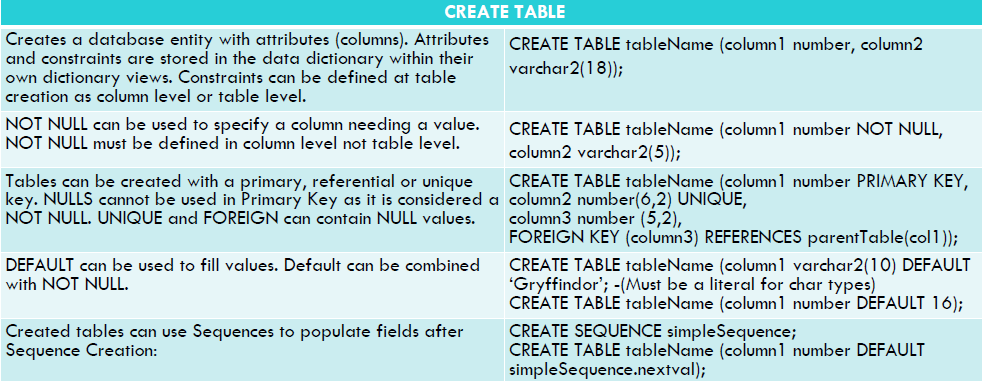 CREATE TABLE
Creates a database entity with attributes (columns). Attributes
and constraints are stored in the data dictionary within their
own dictionary views. Constraints can be defined at table
creation as column level or table level.
CREATE TABLE tableName (column1 number, column2
varchar2(18));
NOT NULL can be used to specify a column needing a value.
NOT NULL must be defined in column level not table level.
CREATE TABLE tableName (column1 number NOT NULL,
column2 varchar2(5));
Tables can be created with a primary, referential or unique
key. NULLS cannot be used in Primary Key as it is considered a
NOT NULL. UNIQUE and FOREIGN can contain NULL values.
CREATE TABLE tableName (column1 number PRIMARY KEY,
column2 number(6,2) UNIQUE,
column3 number (5,2),
FOREIGN KEY (column3) REFERENCES parentTable(col1));
DEFAULT can be used to fill values. Default can be combined
with NOT NULL.
CREATE TABLE tableName (column1 varchar2(10) DEFAULT
‘Gryffindor’; -(Must be a literal for char types)
CREATE TABLE tableName (column1 number DEFAULT 16);
Created tables can use Sequences to populate fields after
Sequence Creation:
CREATE SEQUENCE simpleSequence;
CREATE TABLE tableName (column1 number DEFAULT
simpleSequence.nextval);